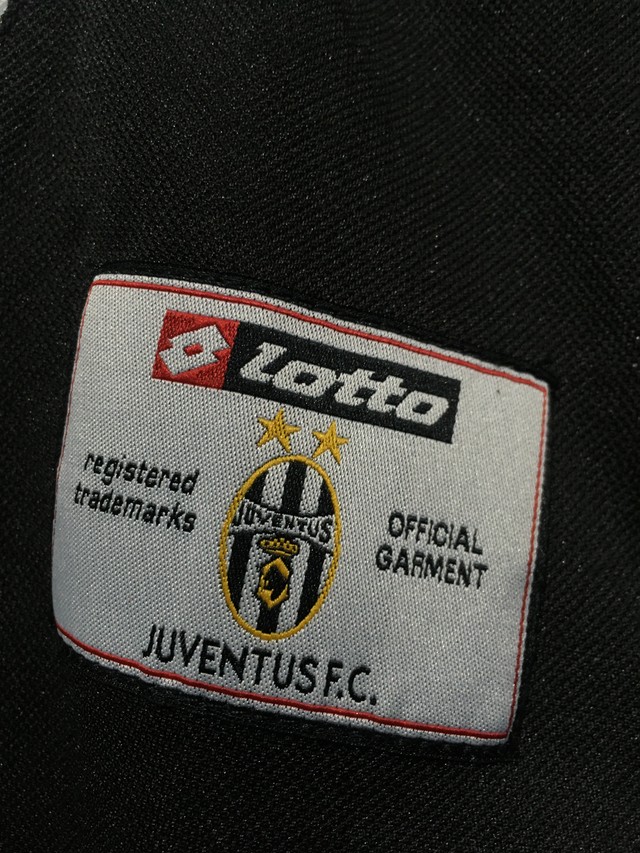 lotto
registered
trademarks
JUVENTUS
OFFICIAL
GARMENT
JUVENTUS F.C.